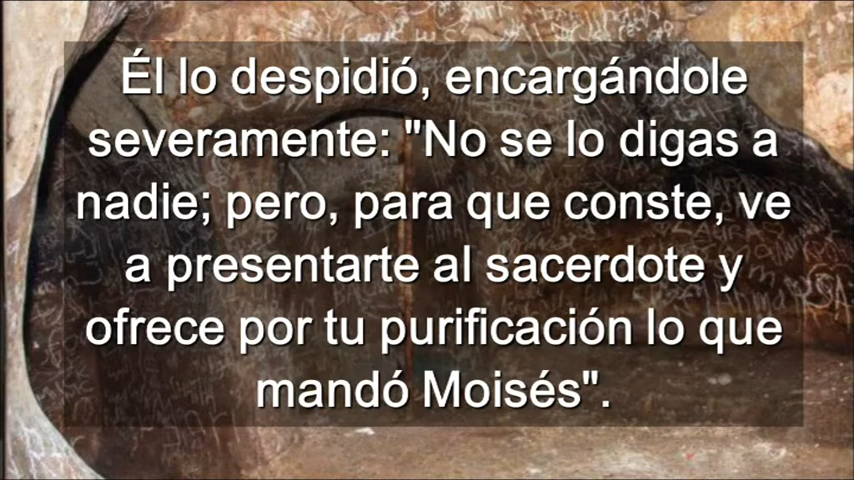 Él lo despidió, encargándole
severamente: "No se lo digas a
nadie; pero, para que conste, ve
a presentarte al sacerdote y
ofrece por tu purificación lo que
mandó Moisés".